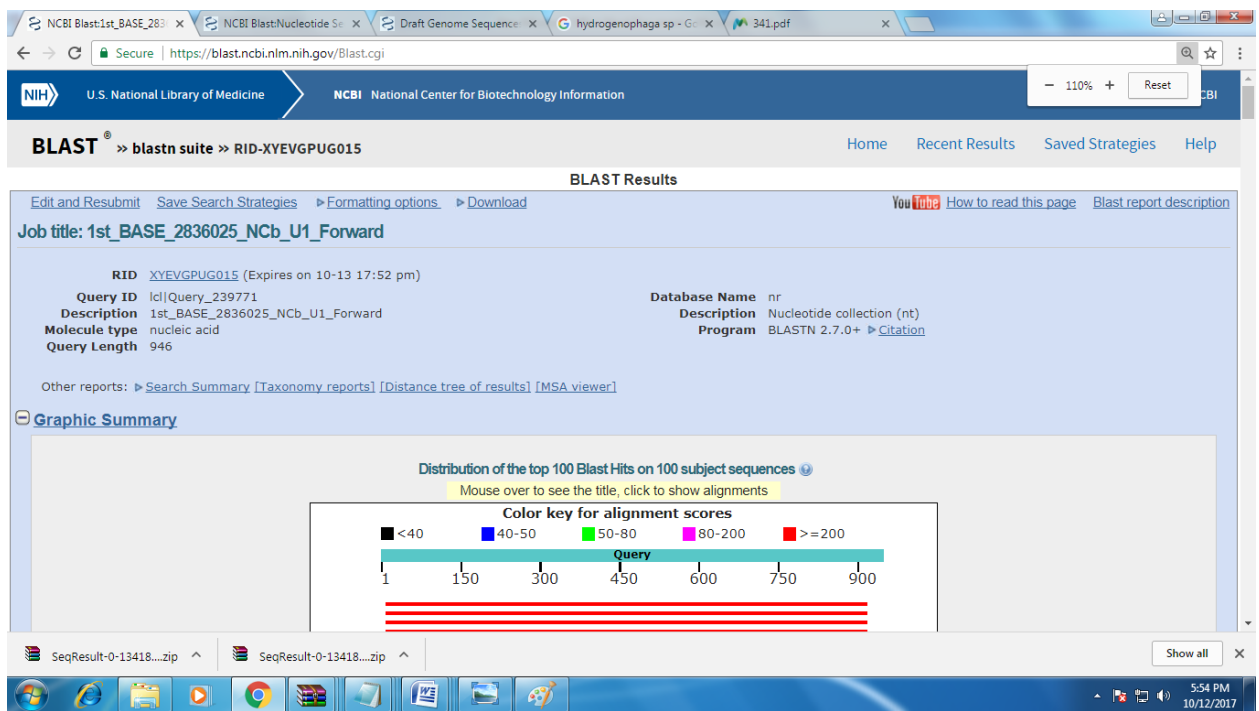 NCBI Blast:1st_BASE_283 NCBI Blast:Nucleotide Se Draft Genome Sequence hydrogenophaga sp - Go 341.pdf
Secure | https://blast.ncbi.nlm.nih.gov/Blast.cgi
− 110% + Reset
NIH U.S. National Library of Medicine NCBI National Center for Biotechnology Information CBI
BLAST ® » blastn suite » RID-XYEVGPUG015 Home Recent Results Saved Strategies Help
BLAST Results
Edit and Resubmit Save Search Strategies Formatting options Download YouTube How to read this page Blast report description
Job title: 1st_BASE_2836025_NCb_U1_Forward
RID XYEVGPUG015 (Expires on 10-13 17:52 pm)
Query ID lcl|Query_239771 Database Name nr
Description 1st_BASE_2836025_NCb_U1_Forward Description Nucleotide collection (nt)
Molecule type nucleic acid Program BLASTN 2.7.0+ Citation
Query Length 946
Other reports: Search Summary [Taxonomy reports] [Distance tree of results] [MSA viewer]
Graphic Summary
Distribution of the top 100 Blast Hits on 100 subject sequences
Mouse over to see the title, click to show alignments
Color key for alignment scores
<40 40-50 50-80 80-200 >=200
Query
1 150 300 450 600 750 900
SeqResult-0-13418....zip SeqResult-0-13418....zip Show all
5:54 PM
10/12/2017